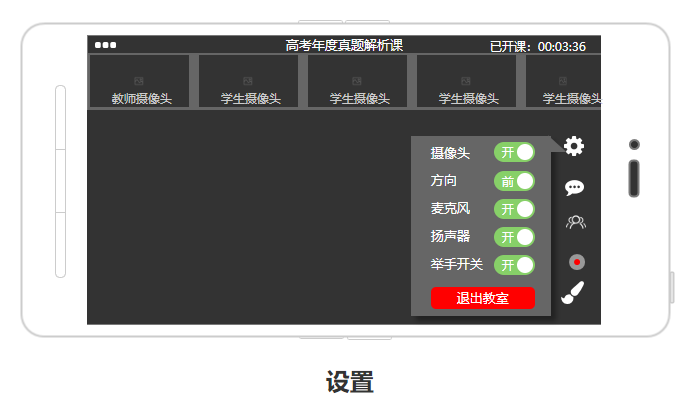 高考年度真题解析课
已开课：00:03:36
教师摄像头
学生摄像头
学生摄像头
学生摄像头
学生摄像头
摄像头 开
方向 前
麦克风 开
扬声器 开
举手开关 开
退出教室
设置